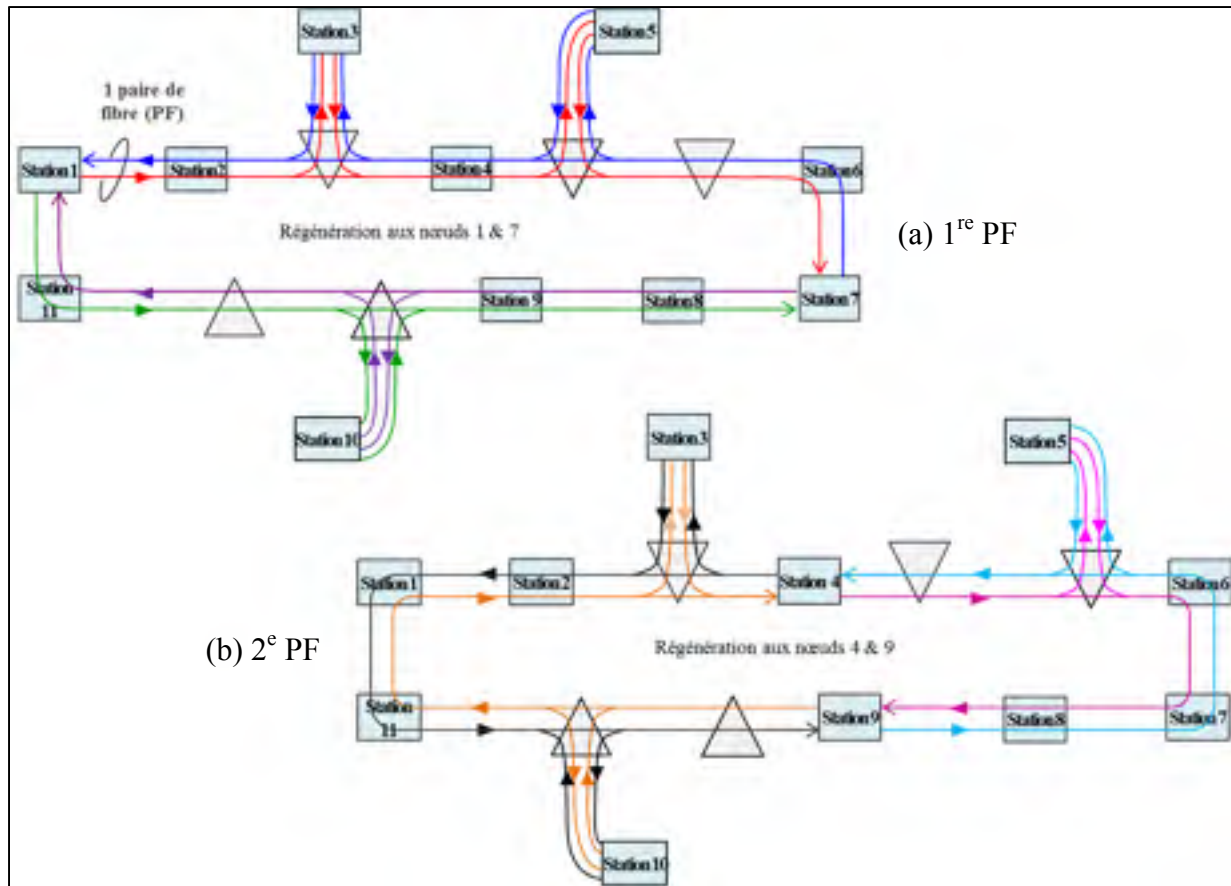 Station 3
Station 5
1 paire de
fibre (PF)
Station 1
Station 2
Station 4
Station 6
(a) 1re PF
Régénération aux nœuds 1 & 7
Station
11
Station 9
Station 8
Station 7
Station 10
Station 3
Station 5
Station 1
Station 2
Station 4
Station 6
(b) 2e PF
Régénération aux nœuds 4 & 9
Station
11
Station 9
Station 8
Station 7
Station 10